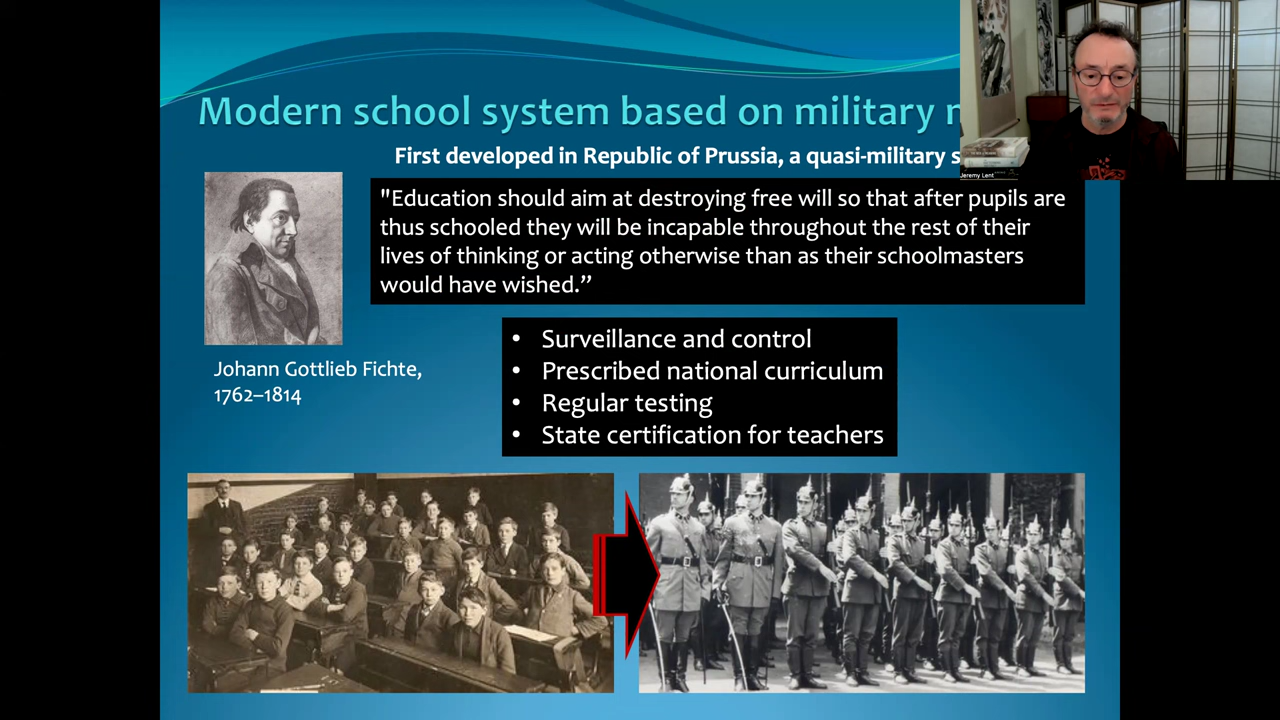 Modern school system based on military
First developed in Republic of Prussia, a quasi-military
Jeremy Lent
"Education should aim at destroying free will so that after pupils are
thus schooled they will be incapable throughout the rest of their
lives of thinking or acting otherwise than as their schoolmasters
would have wished.”
• Surveillance and control
• Prescribed national curriculum
• Regular testing
• State certification for teachers
Johann Gottlieb Fichte,
1762–1814